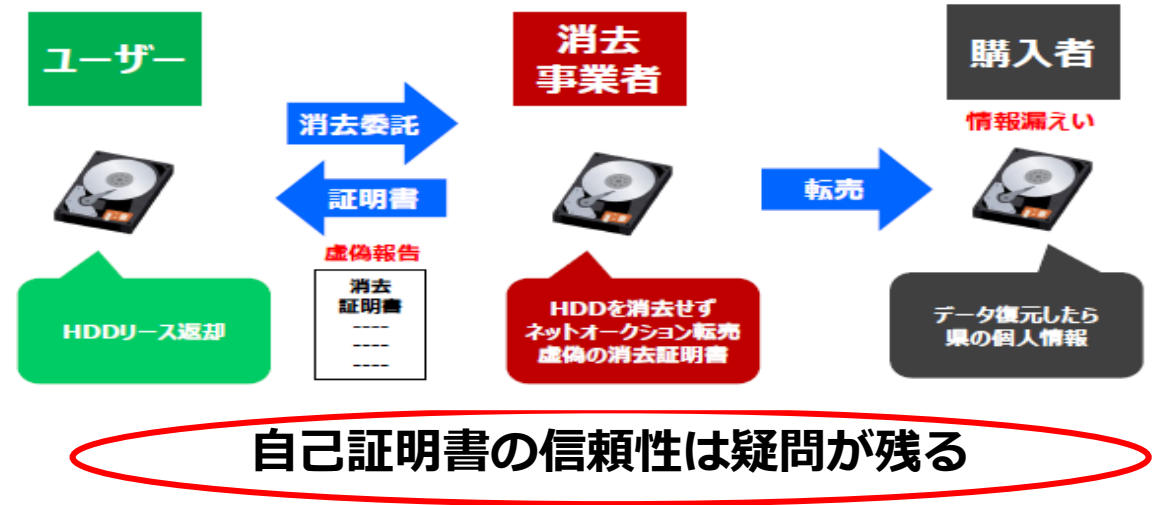 ユーザー
消去
事業者
購入者
消去委託
証明書
転売
情報漏えい
虚偽報告
消去
証明書
----
----
----
HDDリース返却
HDDを消去せず
ネットオークション転売
虚偽の消去証明書
データ復元したら
県の個人情報
自己証明書の信頼性は疑問が残る